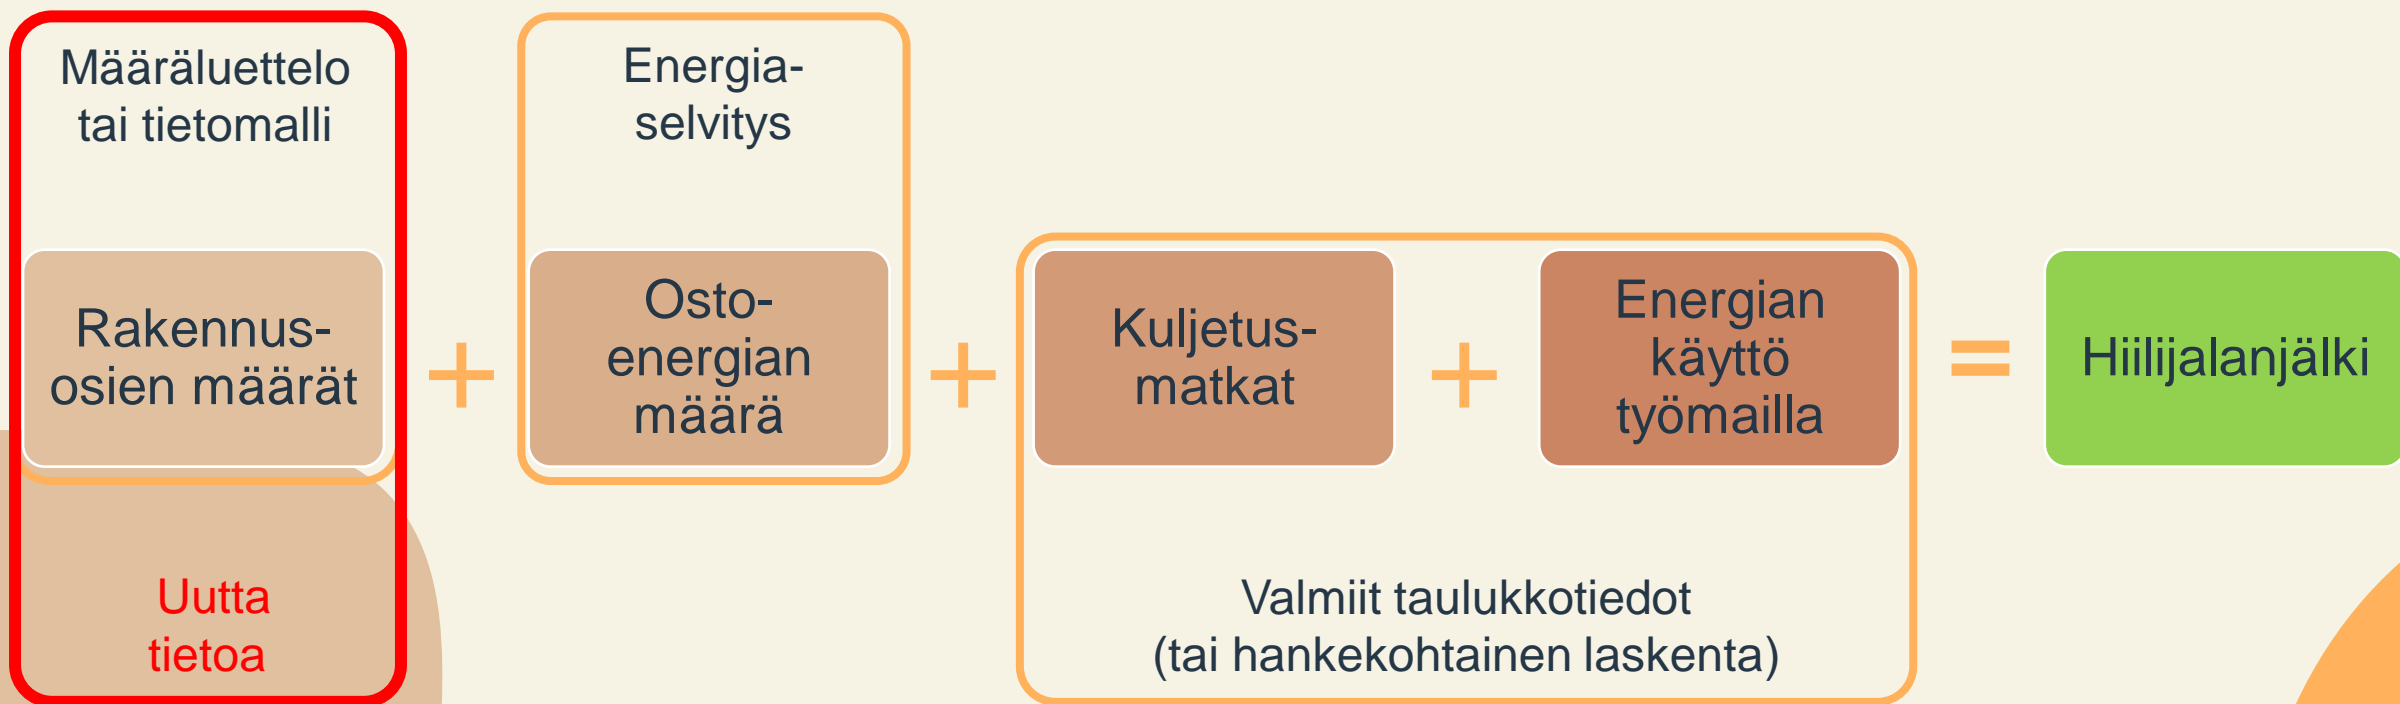 Määräluettelo
tai tietomalli
Rakennus-
osien määrät
Uutta
tietoa
+
Energia-
selvitys
Osto-
energian
määrä
+
Kuljetus-
matkat
+
Energian
käyttö
työmailla
Valmiit taulukkotiedot
(tai hankekohtainen laskenta)
=
Hiilijalanjälki